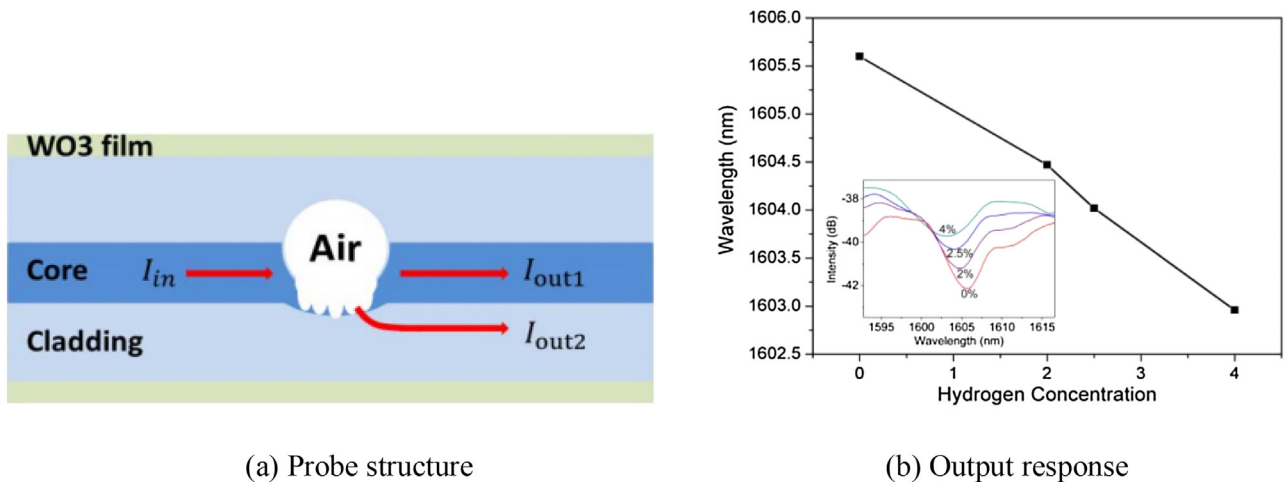 WO3 film
Air
Core
I_in
I_out1
I_out2
Cladding
(a) Probe structure
1606.0
1605.5
1605.0
1604.5
1604.0
1603.5
1603.0
1602.5
Wavelength (nm)
0
1
2
3
4
Hydrogen Concentration
-38
-40
-42
Intensity (dB)
4%
2.5%
2%
0%
1595
1600
1605
1610
1615
Wavelength (nm)
(b) Output response